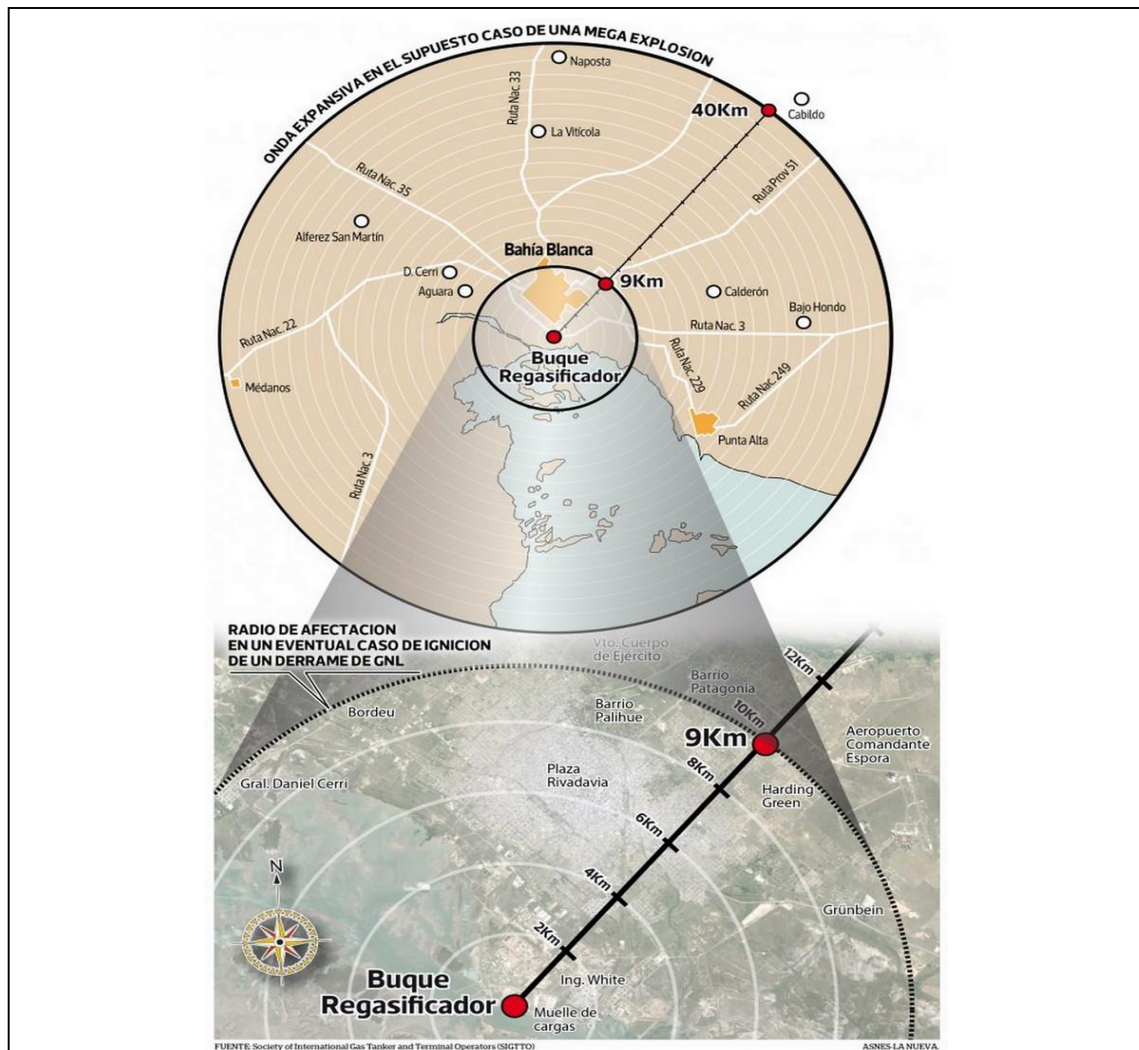 ONDA EXPANSIVA EN EL SUPUESTO CASO DE UNA MEGA EXPLOSION
Naposta
Ruta Nac. 33
40Km
Cabildo
La Vitícola
Ruta Nac. 35
Ruta Prov 51
Alferez San Martín
Bahía Blanca
D. Cerri
Aguara
9Km
Calderón
Bajo Hondo
Ruta Nac. 22
Ruta Nac. 3
Buque
Regasificador
Ruta Nac. 229
Ruta Nac. 249
Médanos
Punta Alta
Ruta Nac. 3
RADIO DE AFECTACION
EN UN EVENTUAL CASO DE IGNICION
DE UN DERRAME DE GNL
Vto. Cuerpo
de Ejército
12Km
Barrio
Patagonia
Bordeu
Barrio
Palihue
10Km
9Km
Aeropuerto
Comandante
Espora
Gral. Daniel Cerri
Plaza
Rivadavia
8Km
Harding
Green
6Km
4Km
Grünbein
N
2Km
Ing. White
Buque
Regasificador
Muelle de
cargas
FUENTE: Society of International Gas Tanker and Terminal Operators (SIGTTO)
ASNES-LA NUEVA.